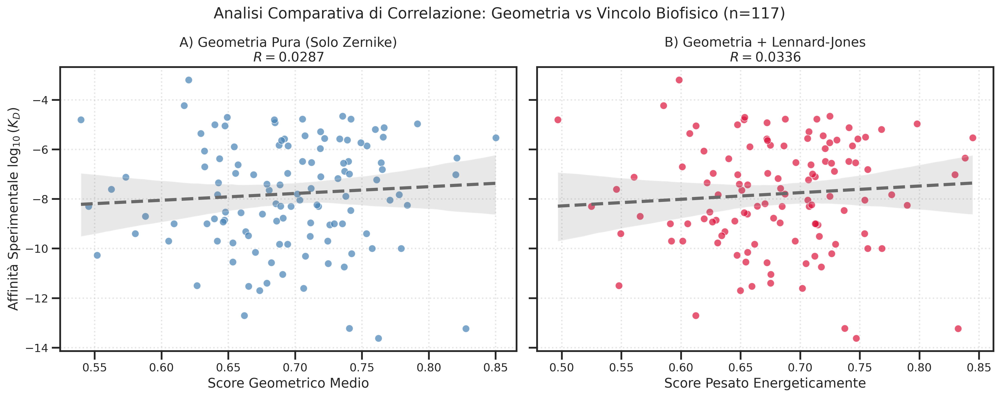 Analisi Comparativa di Correlazione: Geometria vs Vincolo Biofisico (n=117)
A) Geometria Pura (Solo Zernike)
R = 0.0287
B) Geometria + Lennard-Jones
R = 0.0336
Affinità Sperimentale log₁₀(K_D)
−4
−6
−8
−10
−12
−14
0.55 0.60 0.65 0.70 0.75 0.80 0.85
Score Geometrico Medio
0.50 0.55 0.60 0.65 0.70 0.75 0.80 0.85
Score Pesato Energeticamente